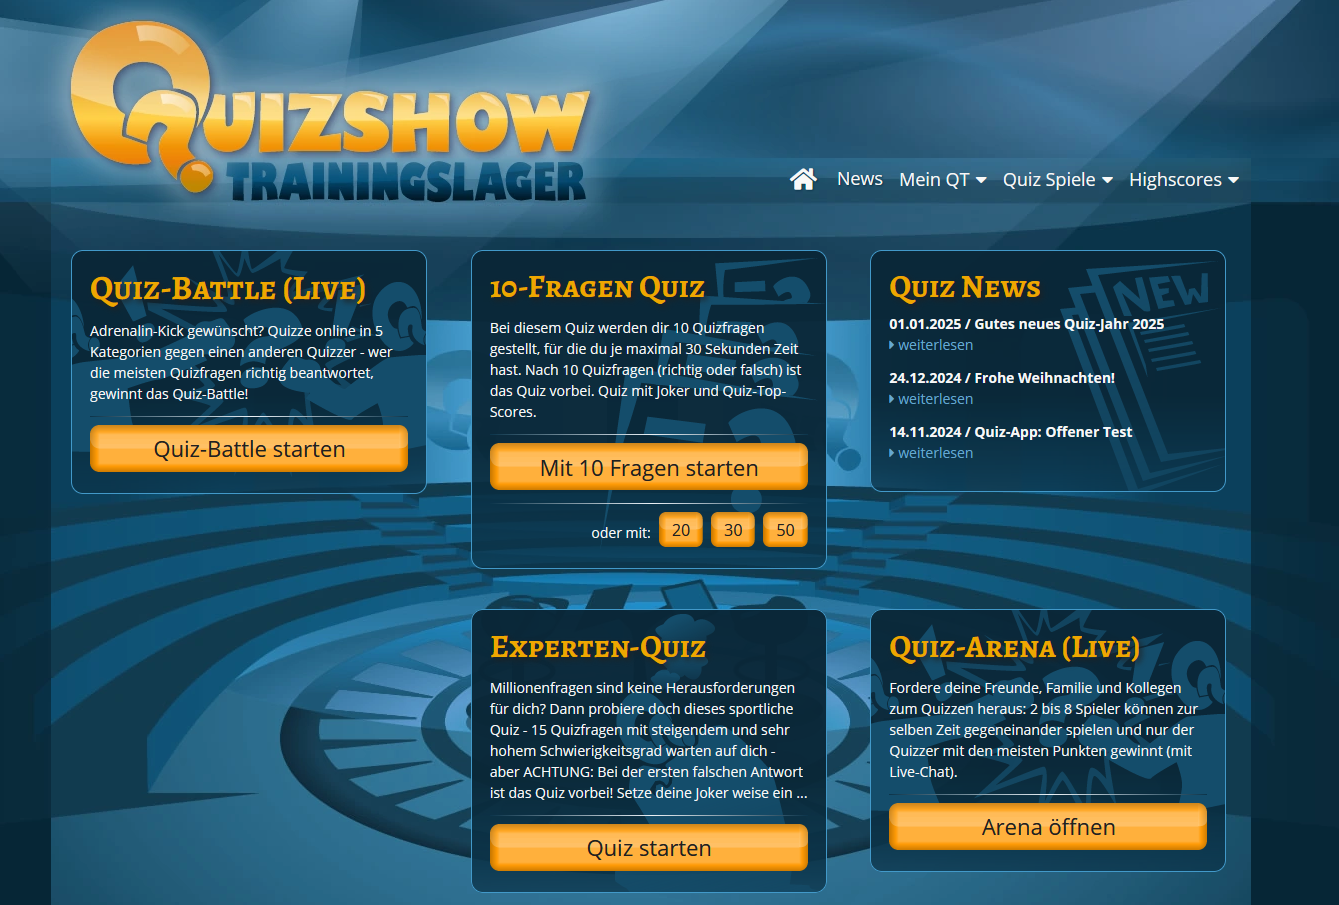 QUIZSHOW
TRAININGSLAGER
News Mein QT Quiz Spiele Highscores
Quiz-Battle (Live)
Adrenalin-Kick gewünscht? Quizze online in 5
Kategorien gegen einen anderen Quizzer - wer
die meisten Quizfragen richtig beantwortet,
gewinnt das Quiz-Battle!
Quiz-Battle starten
10-Fragen Quiz
Bei diesem Quiz werden dir 10 Quizfragen
gestellt, für die du je maximal 30 Sekunden Zeit
hast. Nach 10 Quizfragen (richtig oder falsch) ist
das Quiz vorbei. Quiz mit Joker und Quiz-Top-
Scores.
Mit 10 Fragen starten
oder mit: 20 30 50
Quiz News
NEW
01.01.2025 / Gutes neues Quiz-Jahr 2025
weiterlesen
24.12.2024 / Frohe Weihnachten!
weiterlesen
14.11.2024 / Quiz-App: Offener Test
weiterlesen
Experten-Quiz
Millionenfragen sind keine Herausforderungen
für dich? Dann probiere doch dieses sportliche
Quiz - 15 Quizfragen mit steigendem und sehr
hohem Schwierigkeitsgrad warten auf dich -
aber ACHTUNG: Bei der ersten falschen Antwort
ist das Quiz vorbei! Setze deine Joker weise ein ...
Quiz starten
Quiz-Arena (Live)
Fordere deine Freunde, Familie und Kollegen
zum Quizzen heraus: 2 bis 8 Spieler können zur
selben Zeit gegeneinander spielen und nur der
Quizzer mit den meisten Punkten gewinnt (mit
Live-Chat).
Arena öffnen